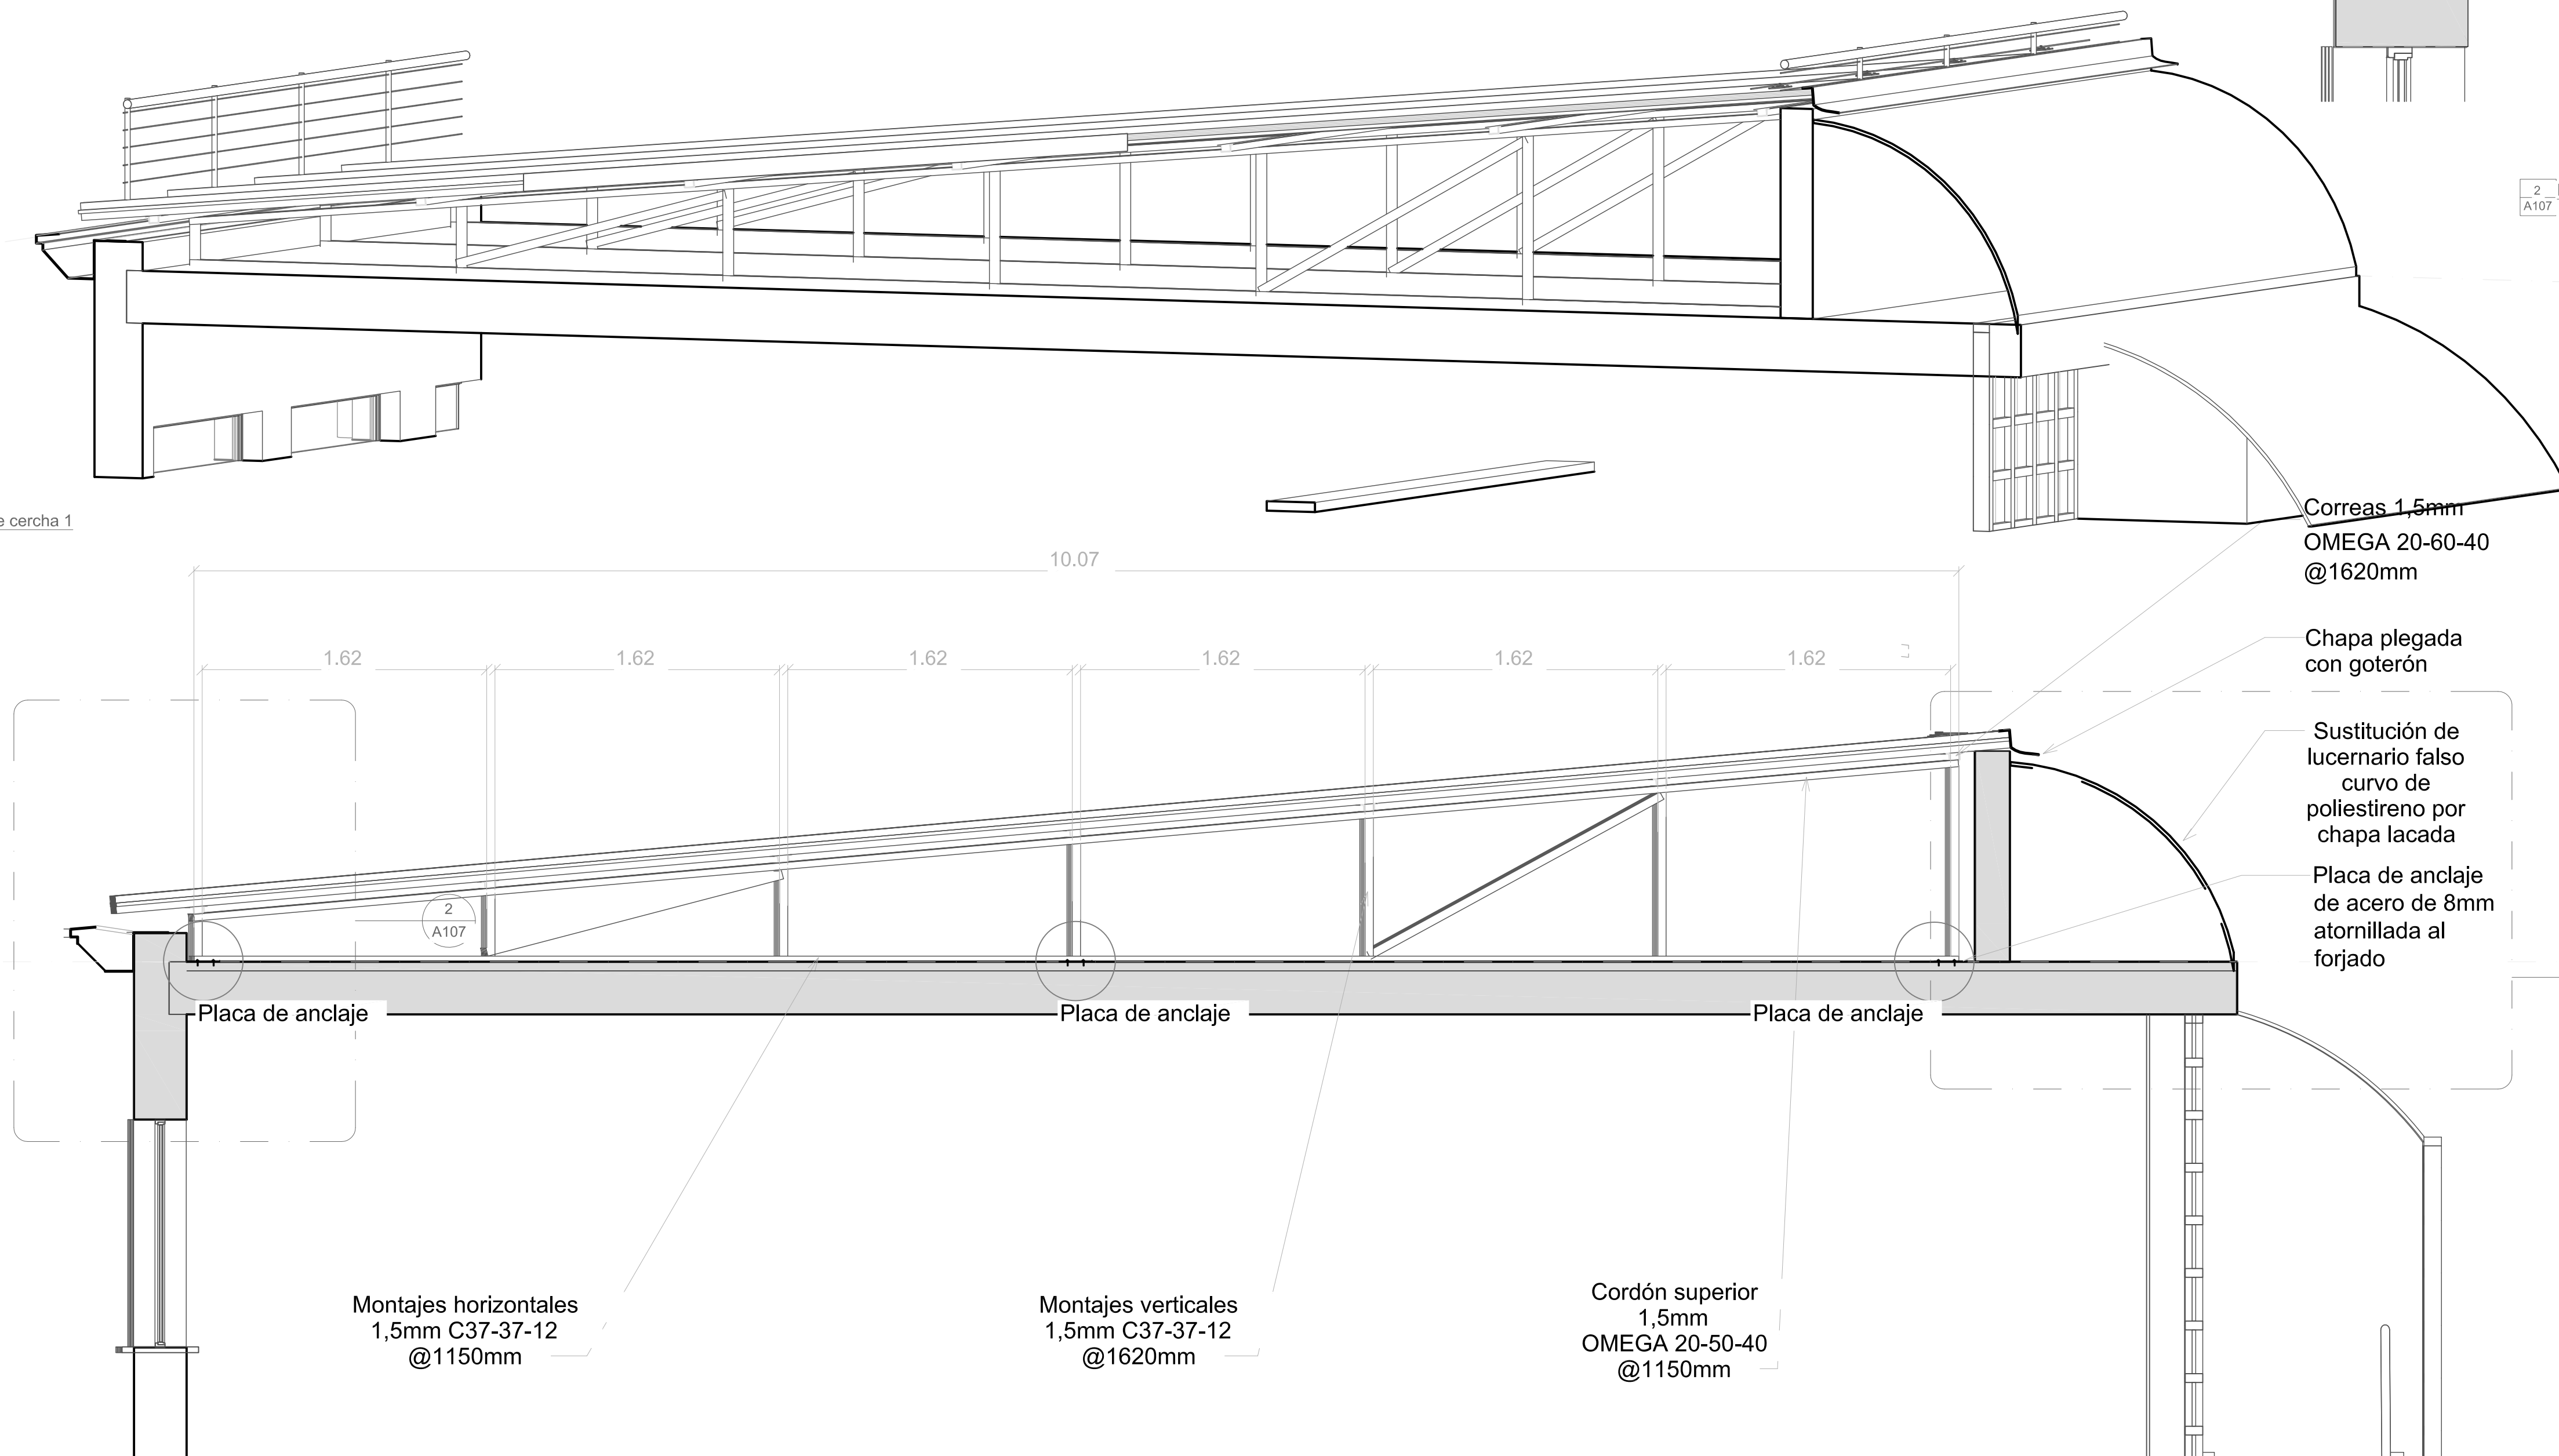 2
A107
e cercha 1
Correas 1,5mm
OMEGA 20-60-40
@1620mm
10.07
1.62
1.62
1.62
1.62
1.62
1.62
Chapa plegada
con goterón
Sustitución de
lucernario falso
curvo de
poliestireno por
chapa lacada
Placa de anclaje
de acero de 8mm
atornillada al
forjado
2
A107
Placa de anclaje
Placa de anclaje
Placa de anclaje
Montajes horizontales
1,5mm C37-37-12
@1150mm
Montajes verticales
1,5mm C37-37-12
@1620mm
Cordón superior
1,5mm
OMEGA 20-50-40
@1150mm